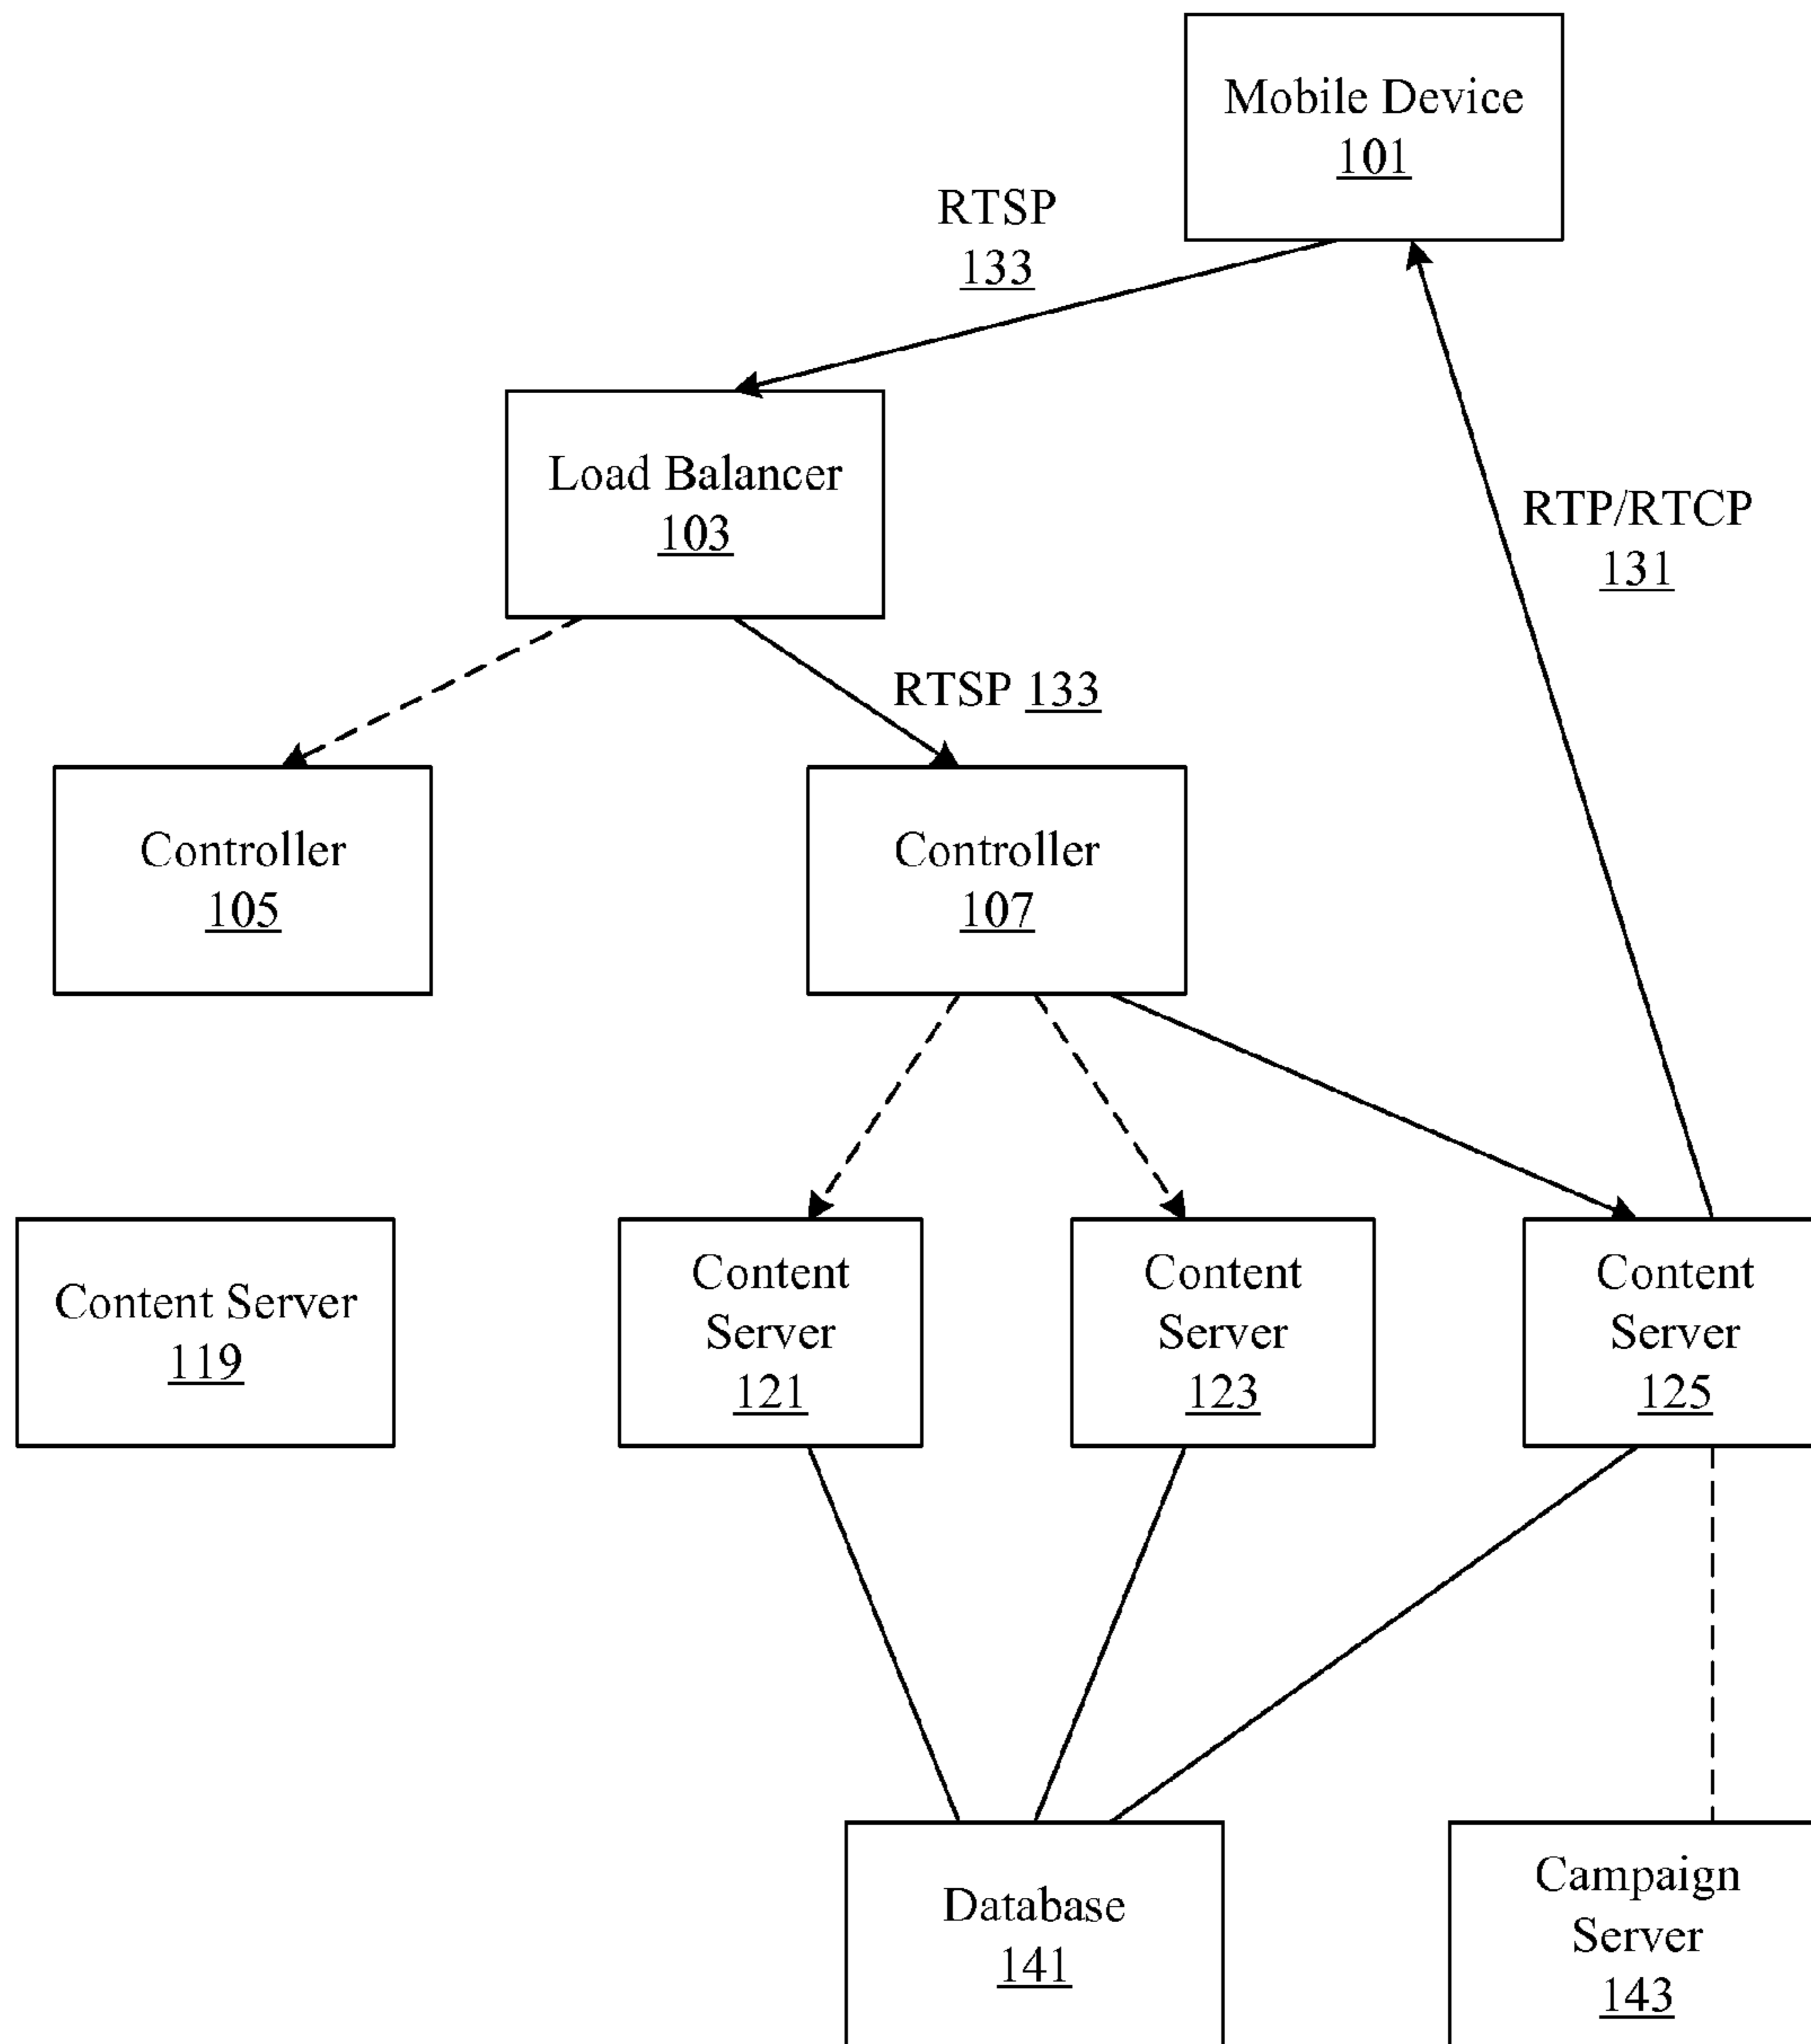 Mobile Device
101
RTSP
133
Load Balancer
103
RTP/RTCP
131
RTSP 133
Controller
105
Controller
107
Content Server
119
Content
Server
121
Content
Server
123
Content
Server
125
Database
141
Campaign
Server
143